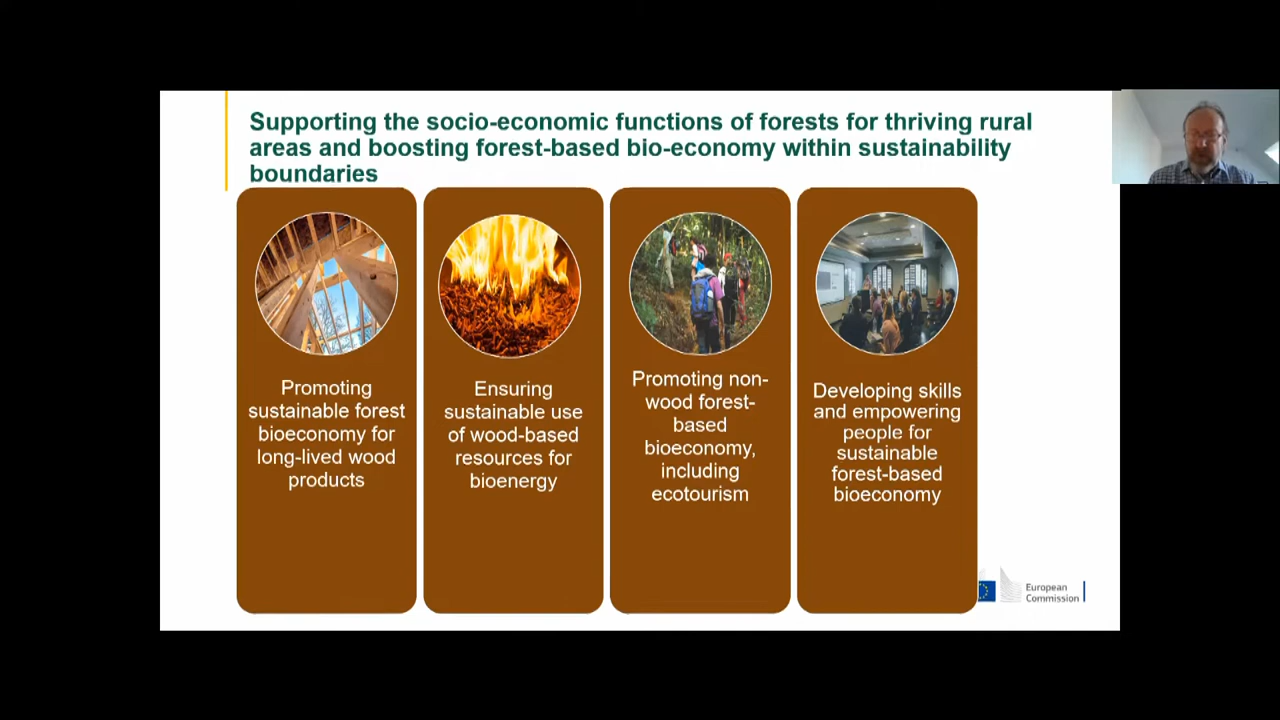 Supporting the socio-economic functions of forests for thriving rural
areas and boosting forest-based bio-economy within sustainability
boundaries
Promoting
sustainable forest
bioeconomy for
long-lived wood
products
Ensuring
sustainable use
of wood-based
resources for
bioenergy
Promoting non-
wood forest-
based
bioeconomy,
including
ecotourism
Developing skills
and empowering
people for
sustainable
forest-based
bioeconomy
European
Commission